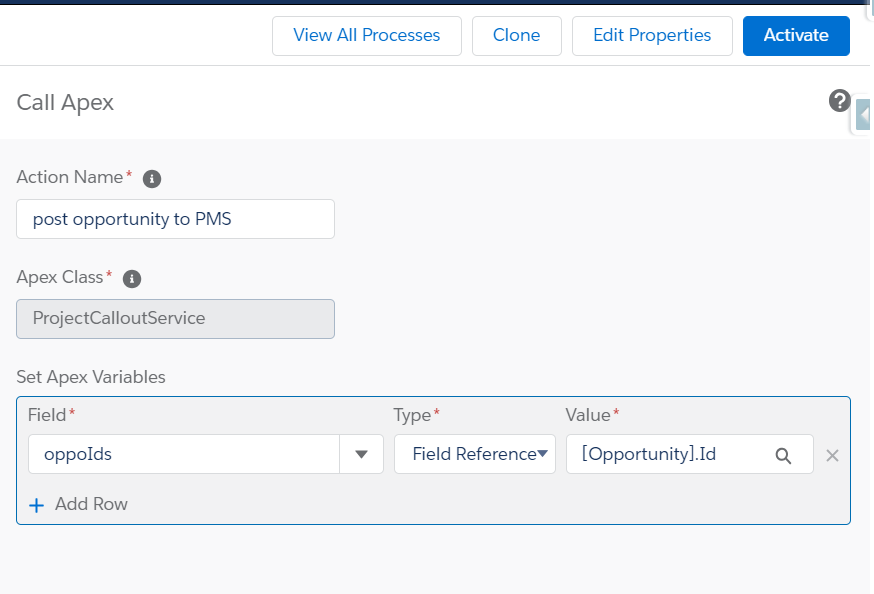 View All Processes Clone Edit Properties Activate
Call Apex ?
Action Name* i
post opportunity to PMS
Apex Class* i
ProjectCalloutService
Set Apex Variables
Field* Type* Value*
oppoIds Field Reference [Opportunity].Id
+ Add Row